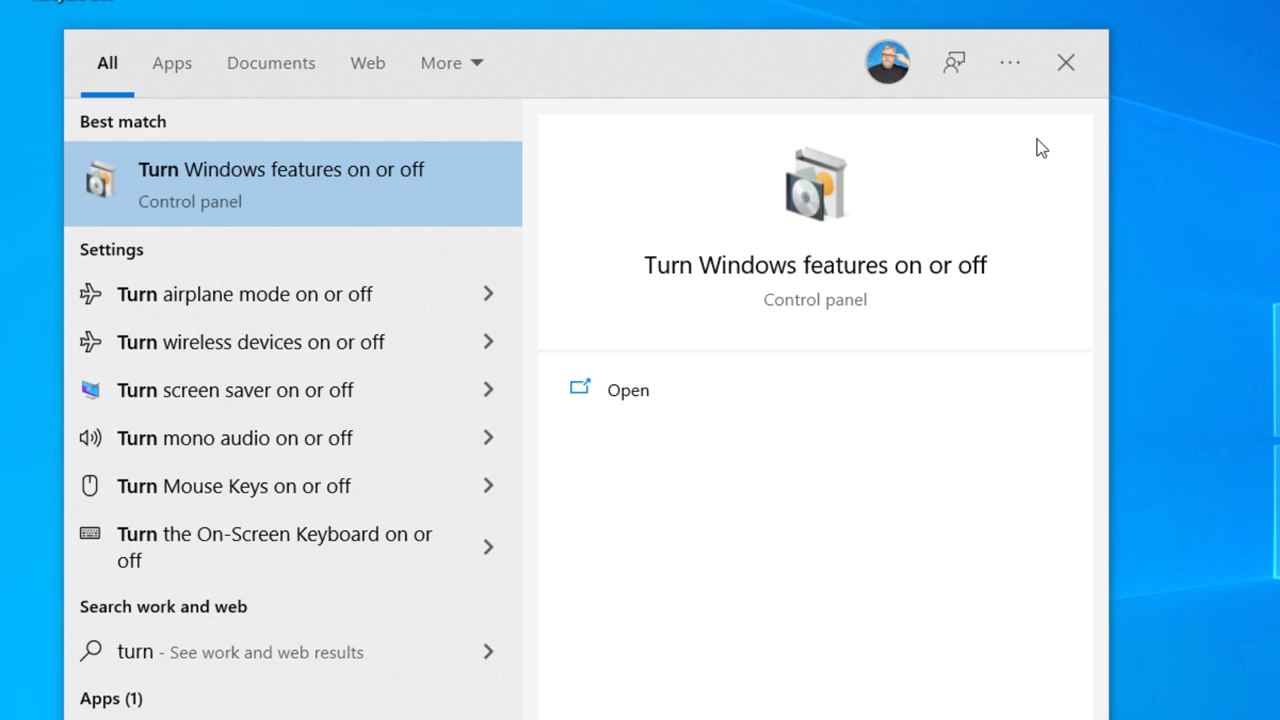 All Apps Documents Web More
Best match
Turn Windows features on or off
Control panel
Settings
Turn airplane mode on or off
Turn wireless devices on or off
Turn screen saver on or off
Turn mono audio on or off
Turn Mouse Keys on or off
Turn the On-Screen Keyboard on or
off
Search work and web
turn - See work and web results
Apps (1)
Turn Windows features on or off
Control panel
Open